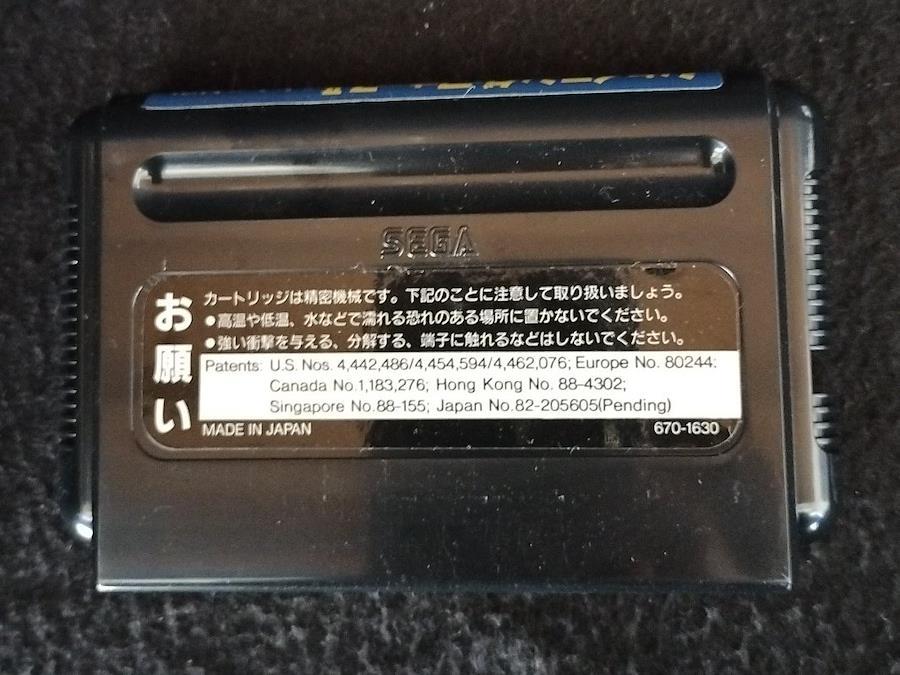 SEGA
お願い
カートリッジは精密機械です。下記のことに注意して取り扱いましょう。
●高温や低温、水などで濡れる恐れのある場所に置かないでください。
●強い衝撃を与える、分解する、端子に触れるなどはしないでください。
Patents: U.S. Nos. 4,442,486/4,454,594/4,462,076; Europe No. 80244:
Canada No.1,183,276; Hong Kong No. 88-4302;
Singapore No.88-155; Japan No.82-205605(Pending)
MADE IN JAPAN
670-1630